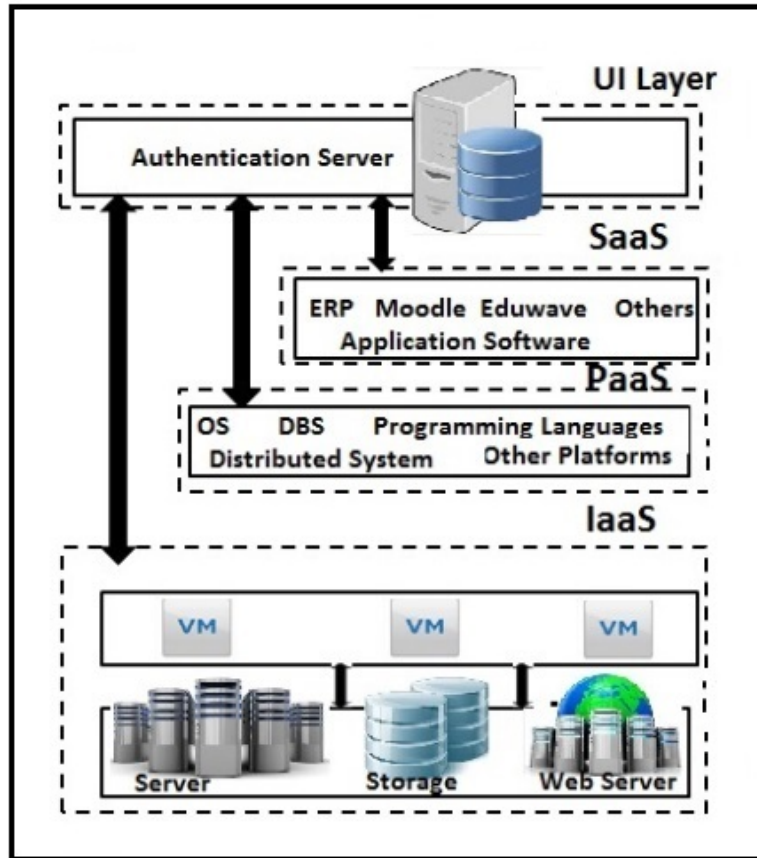 UI Layer
Authentication Server
SaaS
ERP Moodle Eduwave Others
Application Software
PaaS
OS DBS Programming Languages
Distributed System Other Platforms
IaaS
VM VM VM
Server Storage Web Server